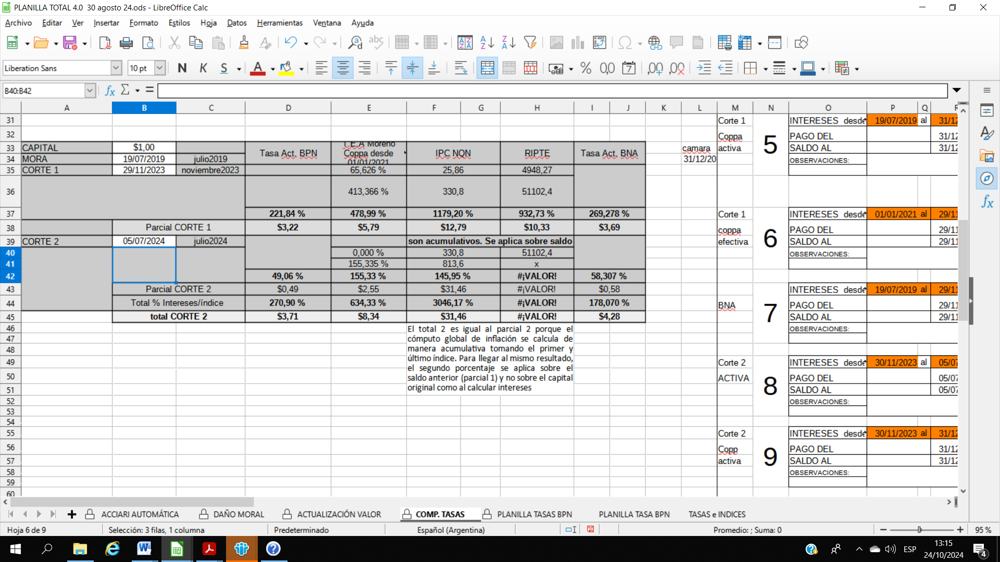 PLANILLA TOTAL 4.0  30 agosto 24.ods - LibreOffice Calc
Archivo Editar Ver Insertar Formato Estilos Hoja Datos Herramientas Ventana Ayuda
Liberation Sans 10 pt N K S
B40:B42
A B C D E F G H I J K L M N O P Q
31 Corte 1 INTERESES desde 19/07/2019 al 31/12
32 Coppa 5 PAGO DEL 31/12
33 CAPITAL $1,00 Tasa Act. BPN T.E.A Moreno Coppa desde 01/01/2021 IPC NQN RIPTE Tasa Act. BNA camara activa SALDO AL 31/12
34 MORA 19/07/2019 julio2019 31/12/20 OBSERVACIONES:
35 CORTE 1 29/11/2023 noviembre2023 65,626 % 25,86 4948,27
36 413,366 % 330,8 51102,4
37 221,84 % 478,99 % 1179,20 % 932,73 % 269,278 % Corte 1 INTERESES desde 01/01/2021 al 29/11
38 Parcial CORTE 1 $3,22 $5,79 $12,79 $10,33 $3,69 coppa 6 PAGO DEL 29/11
39 CORTE 2 05/07/2024 julio2024 son acumulativos. Se aplica sobre saldo efectiva SALDO AL 29/11
40 0,000 % 330,8 51102,4 OBSERVACIONES:
41 155,335 % 813,6 x
42 49,06 % 155,33 % 145,95 % #¡VALOR! 58,307 %
43 Parcial CORTE 2 $0,49 $2,55 $31,46 #¡VALOR! $0,58 INTERESES desde 19/07/2019 al 29/11
44 Total % Intereses/índice 270,90 % 634,33 % 3046,17 % #¡VALOR! 178,070 % BNA 7 PAGO DEL 29/11
45 total CORTE 2 $3,71 $8,34 $31,46 #¡VALOR! $4,28 SALDO AL 29/11
46 El total 2 es igual al parcial 2 porque el OBSERVACIONES:
47 cómputo global de inflación se calcula de
48 manera acumulativa tomando el primer y
49 último índice. Para llegar al mismo resultado, Corte 2 INTERESES desde 30/11/2023 al 05/07
50 el segundo porcentaje se aplica sobre el saldo anterior (parcial 1) y no sobre el capital ACTIVA 8 PAGO DEL 05/07
51 original como al calcular intereses SALDO AL 05/07
52 OBSERVACIONES:
53
54
55 Corte 2 INTERESES desde 30/11/2023 al 31/12
56 Copp 9 PAGO DEL 31/12
57 activa SALDO AL 31/12
58 OBSERVACIONES:
59
60
ACCIARI AUTOMÁTICA DAÑO MORAL ACTUALIZACIÓN VALOR COMP. TASAS PLANILLA TASAS BPN PLANILLA TASA BPN TASAS e INDICES
Hoja 6 de 9 Selección: 3 filas, 1 columna Predeterminado Español (Argentina) Promedio: ; Suma: 0 95 %
ESP 13:15
24/10/2024 4